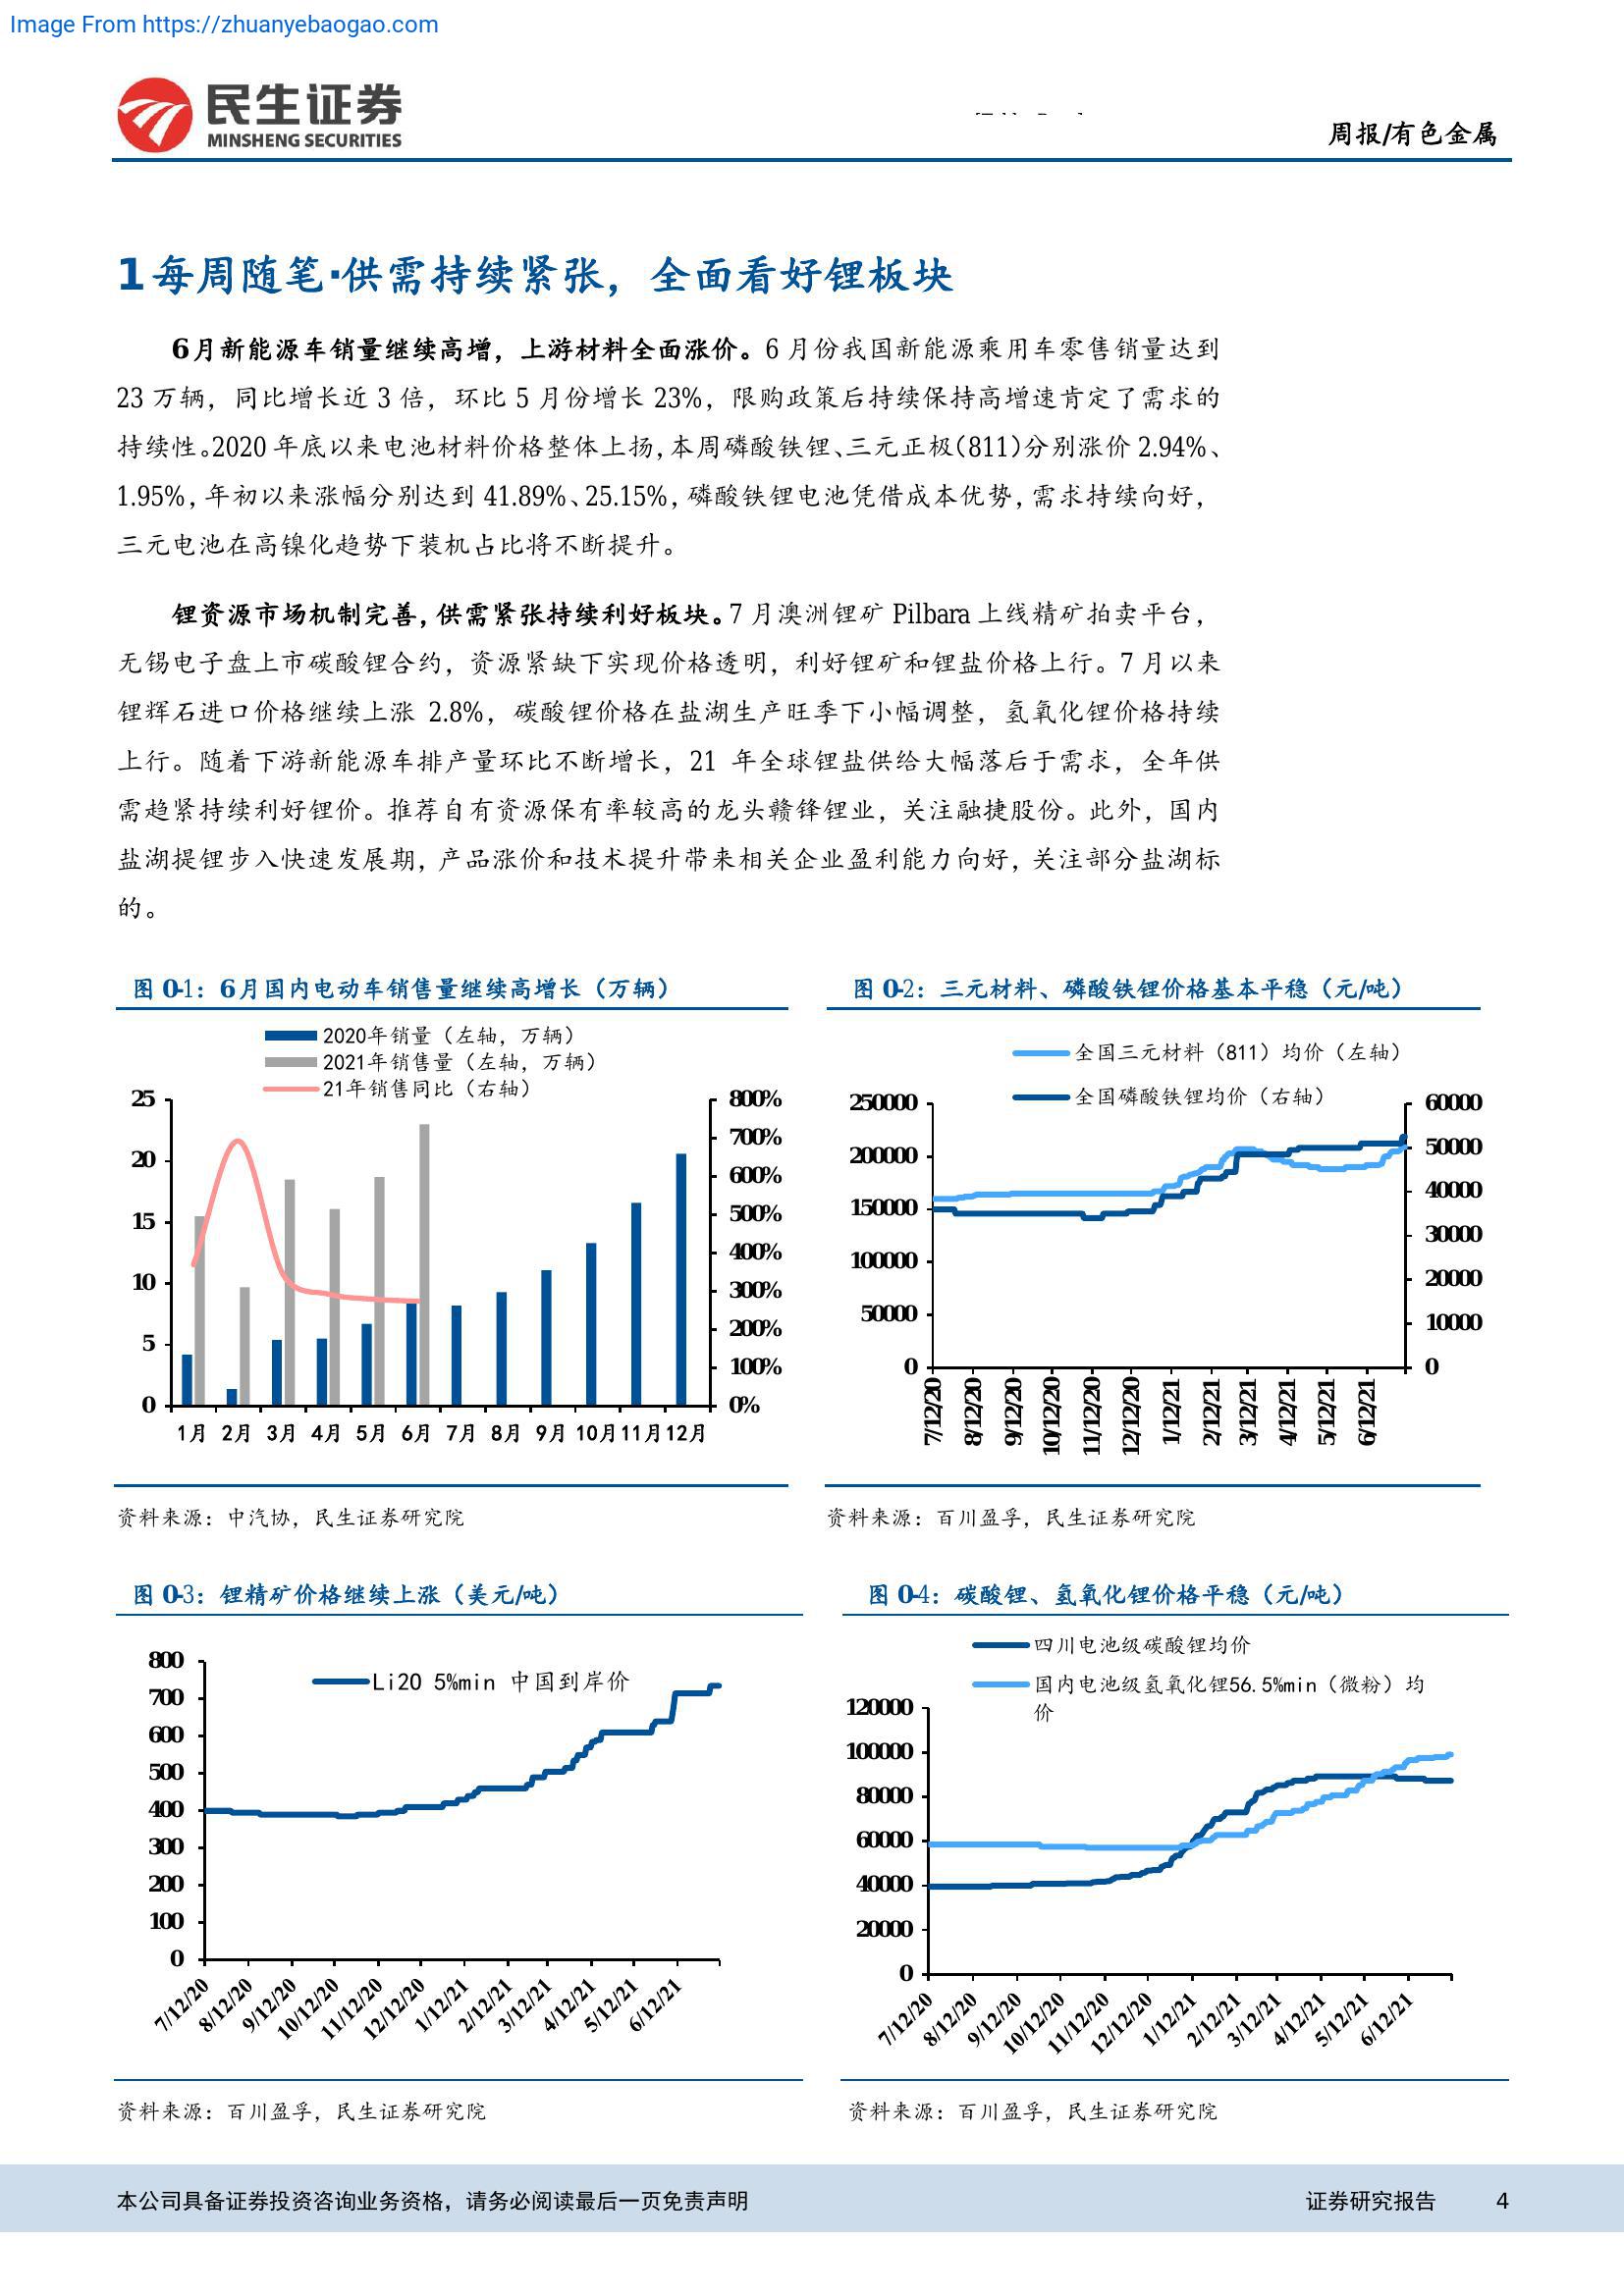 Image From https://zhuanyebaogao.com
民生证券
MINSHENG SECURITIES
周报/有色金属
1每周随笔·供需持续紧张，全面看好锂板块
6月新能源车销量继续高增，上游材料全面涨价。6 月份我国新能源乘用车零售销量达到
23 万辆，同比增长近 3 倍，环比 5 月份增长 23%，限购政策后持续保持高增速肯定了需求的
持续性。2020 年底以来电池材料价格整体上扬，本周磷酸铁锂、三元正极（811）分别涨价 2.94%、
1.95%，年初以来涨幅分别达到 41.89%、25.15%，磷酸铁锂电池凭借成本优势，需求持续向好，
三元电池在高镍化趋势下装机占比将不断提升。
锂资源市场机制完善，供需紧张持续利好板块。7 月澳洲锂矿 Pilbara 上线精矿拍卖平台，
无锡电子盘上市碳酸锂合约，资源紧缺下实现价格透明，利好锂矿和锂盐价格上行。7 月以来
锂辉石进口价格继续上涨 2.8%，碳酸锂价格在盐湖生产旺季下小幅调整，氢氧化锂价格持续
上行。随着下游新能源车排产量环比不断增长，21 年全球锂盐供给大幅落后于需求，全年供
需趋紧持续利好锂价。推荐自有资源保有率较高的龙头赣锋锂业，关注融捷股份。此外，国内
盐湖提锂步入快速发展期，产品涨价和技术提升带来相关企业盈利能力向好，关注部分盐湖标
的。
图 0-1：6月国内电动车销售量继续高增长（万辆）
2020年销量（左轴，万辆）
2021年销售量（左轴，万辆）
21年销售同比（右轴）
25
20
15
10
5
0
800%
700%
600%
500%
400%
300%
200%
100%
0%
1月 2月 3月 4月 5月 6月 7月 8月 9月 10月 11月 12月
资料来源：中汽协，民生证券研究院
图 0-2：三元材料、磷酸铁锂价格基本平稳（元/吨）
全国三元材料（811）均价（左轴）
全国磷酸铁锂均价（右轴）
250000
200000
150000
100000
50000
0
60000
50000
40000
30000
20000
10000
0
7/12/20 8/12/20 9/12/20 10/12/20 11/12/20 12/12/20 1/12/21 2/12/21 3/12/21 4/12/21 5/12/21 6/12/21
资料来源：百川盈孚，民生证券研究院
图 0-3：锂精矿价格继续上涨（美元/吨）
Li2O 5%min 中国到岸价
800
700
600
500
400
300
200
100
0
7/12/20 8/12/20 9/12/20 10/12/20 11/12/20 12/12/20 1/12/21 2/12/21 3/12/21 4/12/21 5/12/21 6/12/21
资料来源：百川盈孚，民生证券研究院
图 0-4：碳酸锂、氢氧化锂价格平稳（元/吨）
四川电池级碳酸锂均价
国内电池级氢氧化锂56.5%min（微粉）均
价
120000
100000
80000
60000
40000
20000
0
7/12/20 8/12/20 9/12/20 10/12/20 11/12/20 12/12/20 1/12/21 2/12/21 3/12/21 4/12/21 5/12/21 6/12/21
资料来源：百川盈孚，民生证券研究院
本公司具备证券投资咨询业务资格，请务必阅读最后一页免责声明
证券研究报告 4